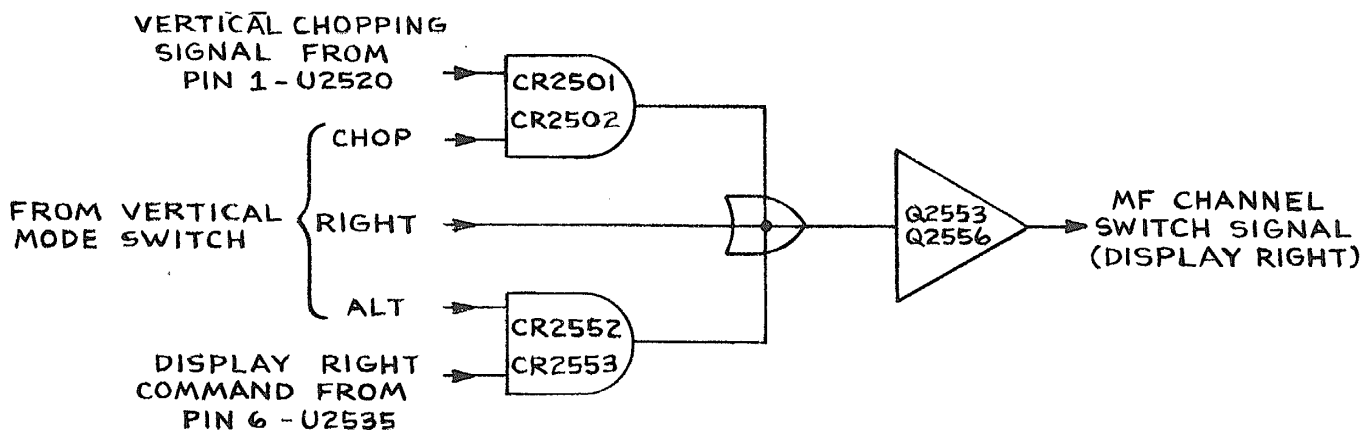 VERTICAL CHOPPING
SIGNAL FROM
PIN 1-U2520
CR2501
CR2502
CHOP
FROM VERTICAL
MODE SWITCH
RIGHT
Q2553
Q2556
MF CHANNEL
SWITCH SIGNAL
(DISPLAY RIGHT)
ALT
CR2552
CR2553
DISPLAY RIGHT
COMMAND FROM
PIN 6 -U2535